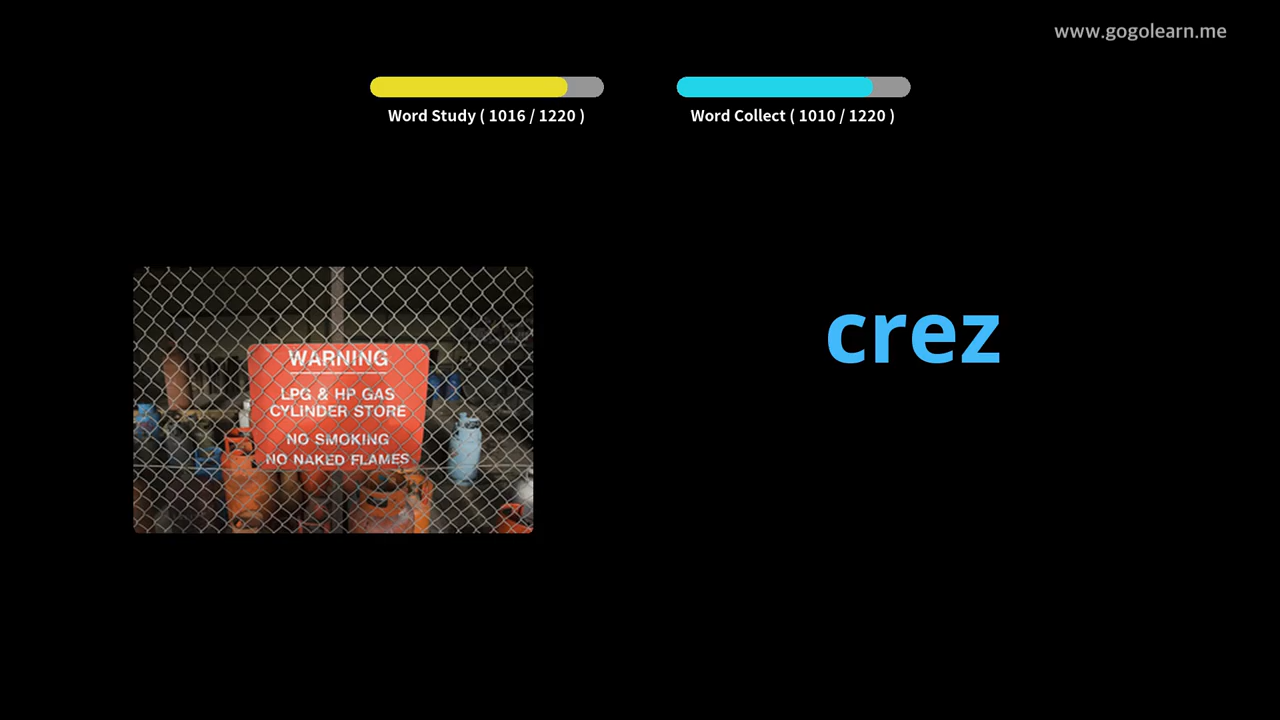 www.gogolearn.me
Word Study ( 1016 / 1220 )
Word Collect ( 1010 / 1220 )
WARNING
LPG & HP GAS
CYLINDER STORE
NO SMOKING
NO NAKED FLAMES
crez